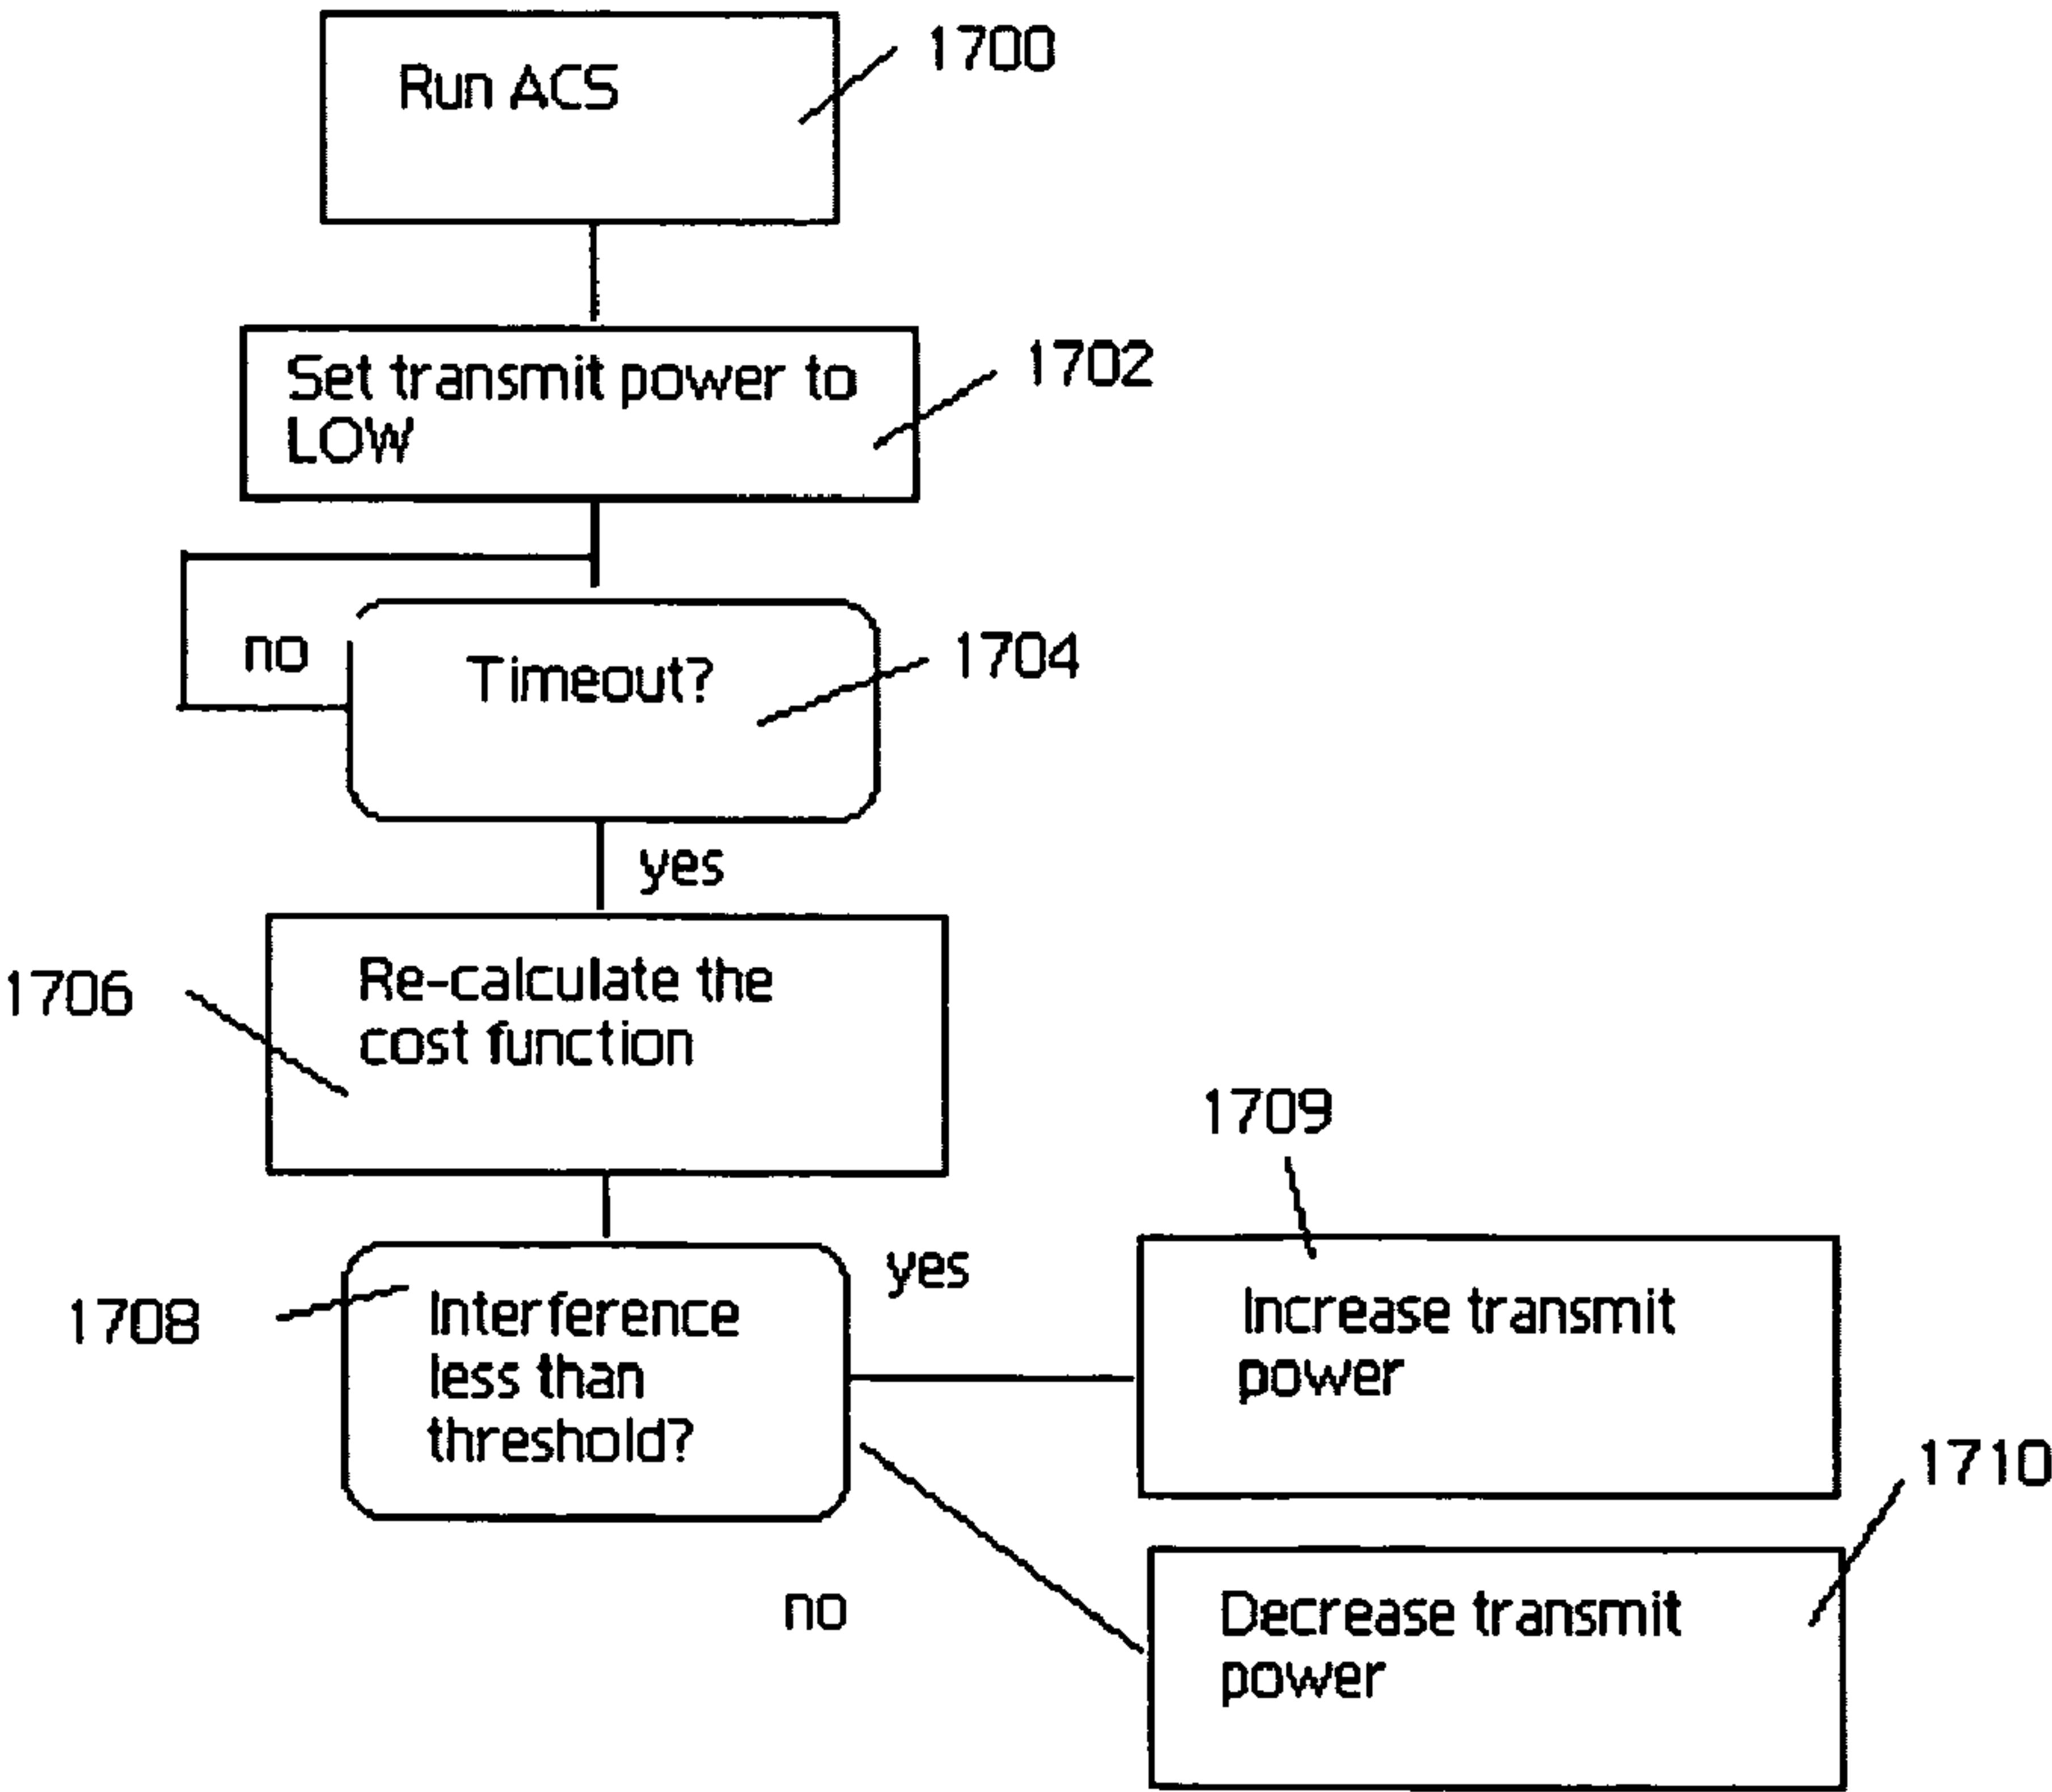 Run ACS
1700
Set transmit power to
LOW
1702
no
Timeout?
1704
yes
Re-calculate the
cost function
1706
1709
1708
Interference
less than
threshold?
yes
Increase transmit
power
1710
no
Decrease transmit
power